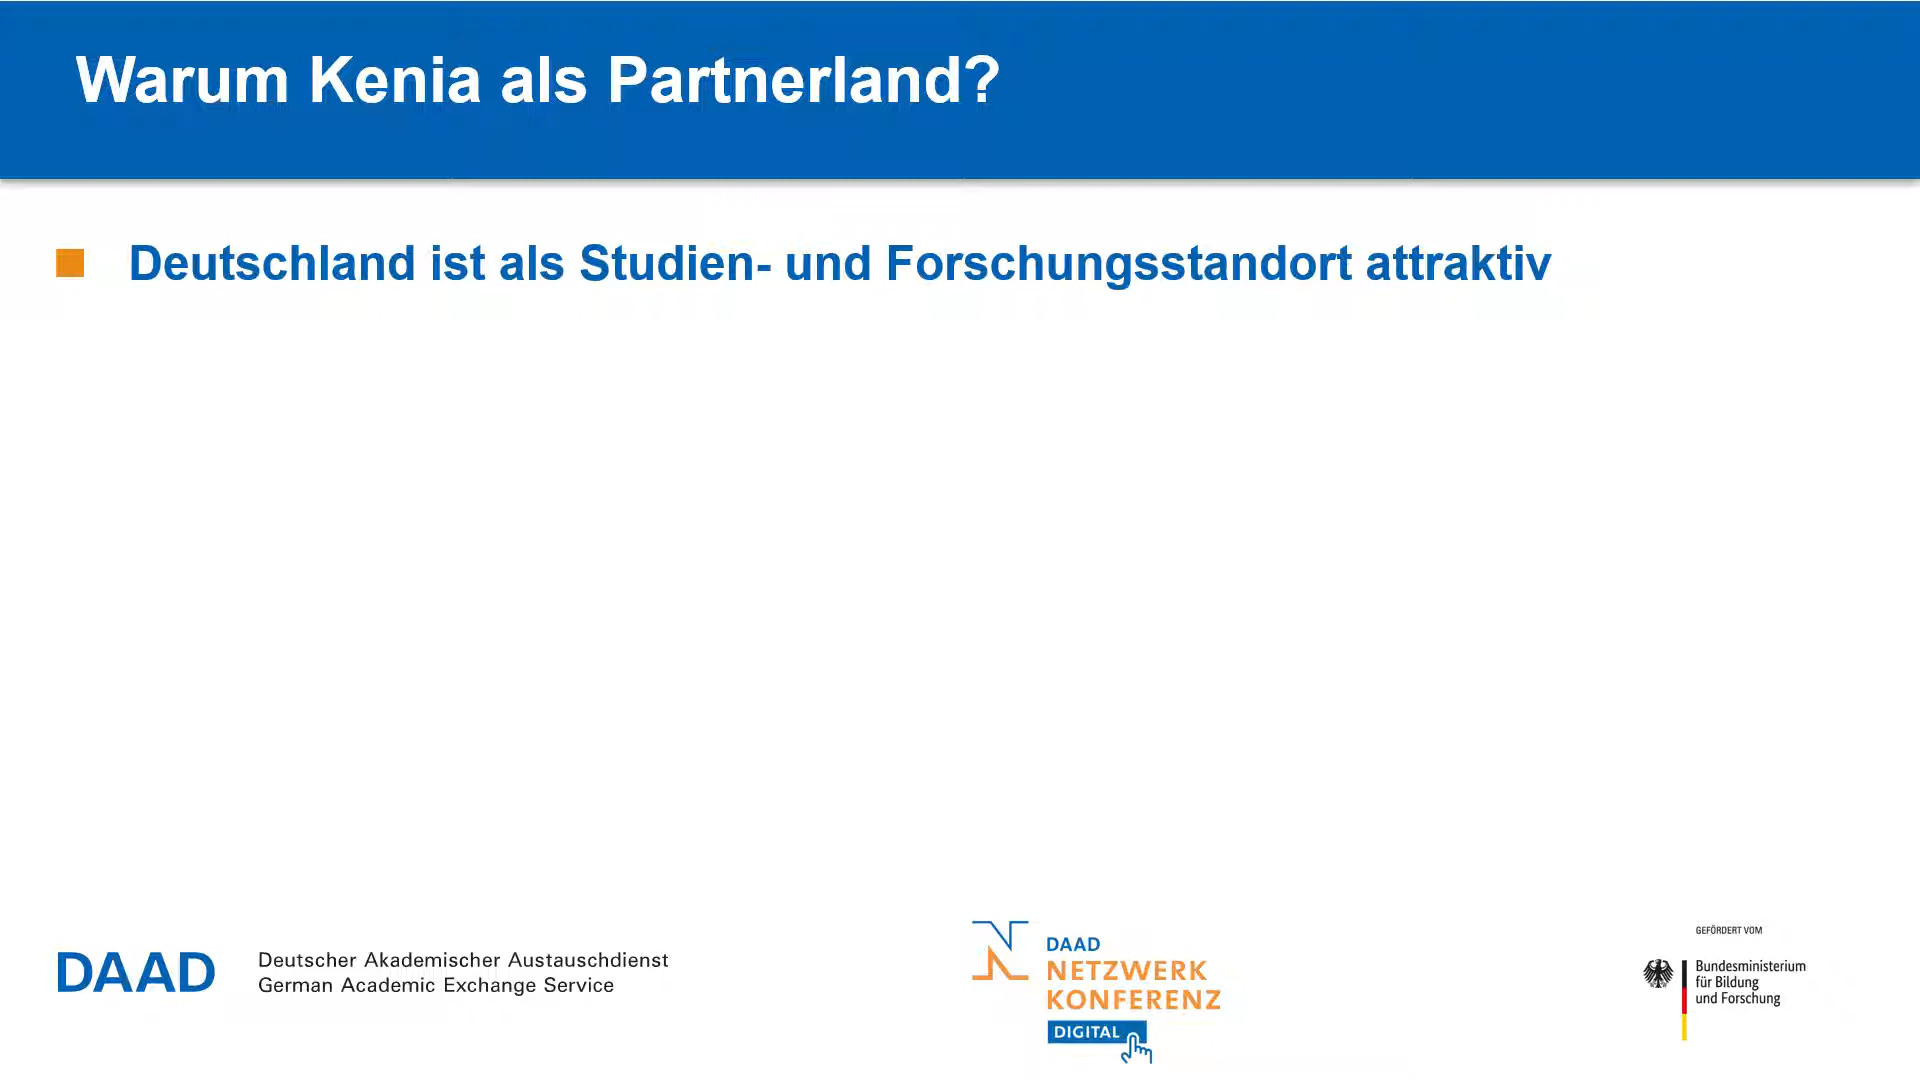 Warum Kenia als Partnerland?
Deutschland ist als Studien- und Forschungsstandort attraktiv
DAAD
Deutscher Akademischer Austauschdienst
German Academic Exchange Service
DAAD
NETZWERK
KONFERENZ
DIGITAL
GEFÖRDERT VOM
Bundesministerium
für Bildung
und Forschung